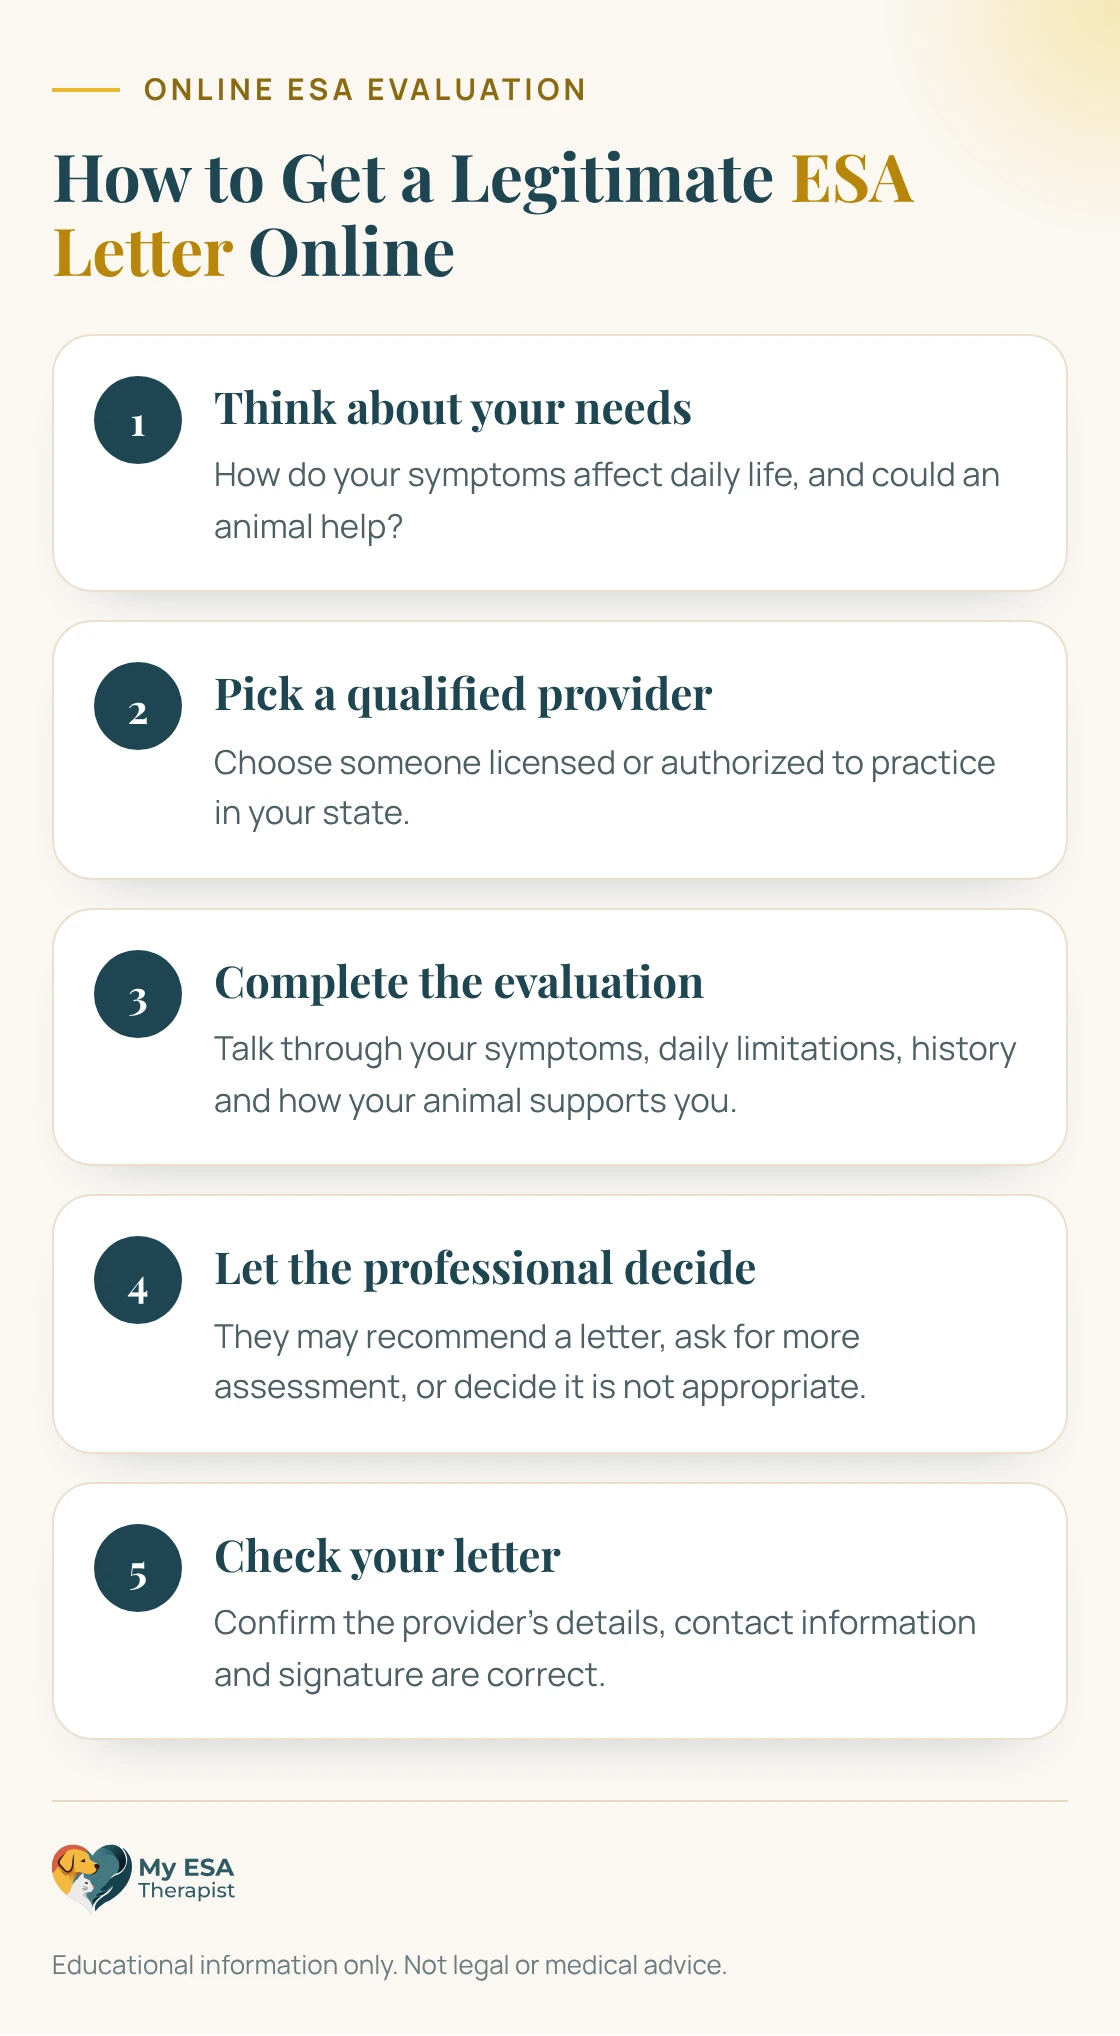 ONLINE ESA EVALUATION
How to Get a Legitimate ESA
Letter Online
1
Think about your needs
How do your symptoms affect daily life, and could an
animal help?
2
Pick a qualified provider
Choose someone licensed or authorized to practice
in your state.
3
Complete the evaluation
Talk through your symptoms, daily limitations, history
and how your animal supports you.
4
Let the professional decide
They may recommend a letter, ask for more
assessment, or decide it is not appropriate.
5
Check your letter
Confirm the provider’s details, contact information
and signature are correct.
My ESA
Therapist
Educational information only. Not legal or medical advice.